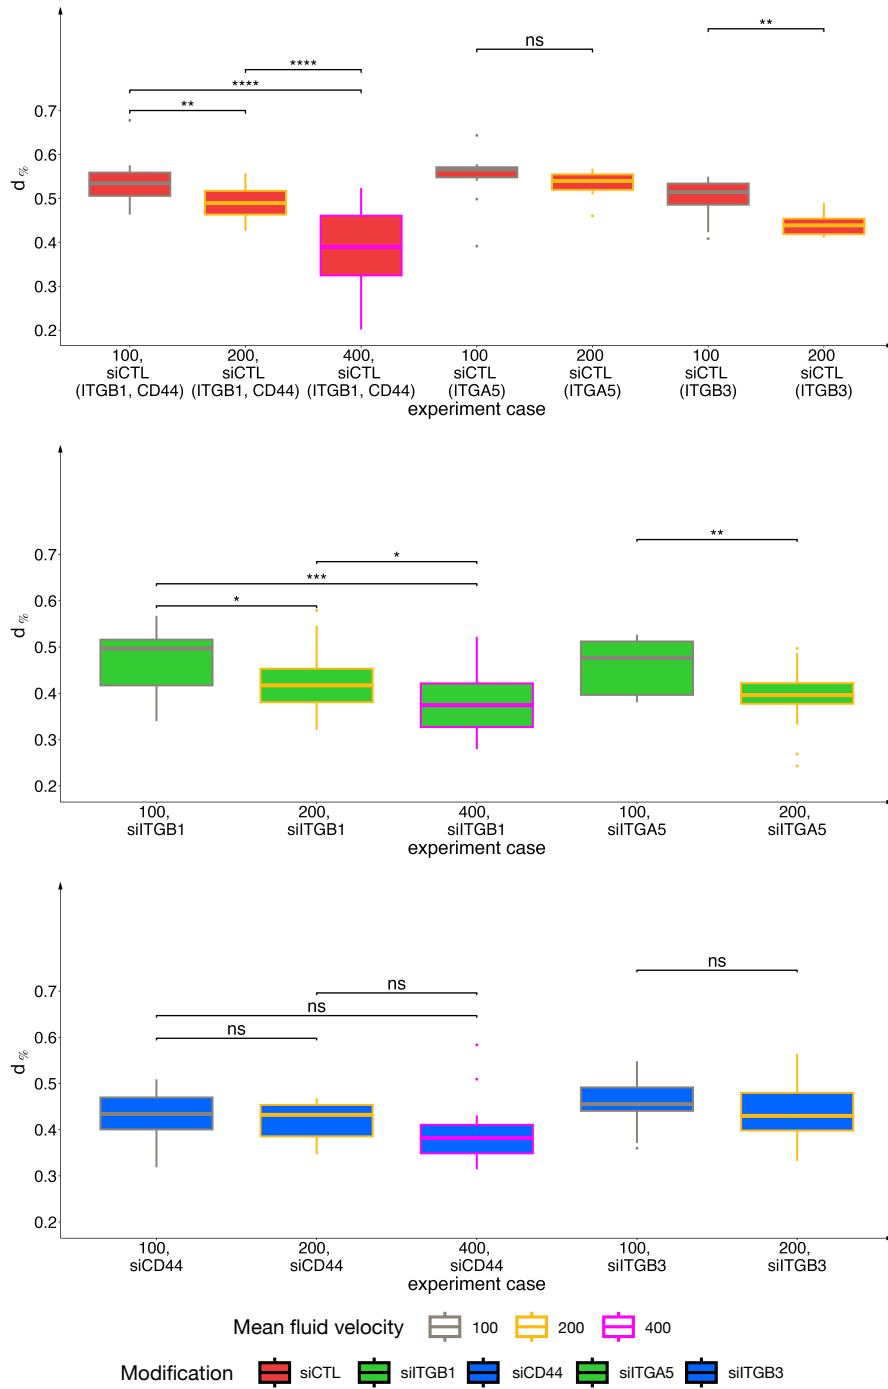 ns
**
****
****
**
0.7
0.6
0.5
0.4
0.3
0.2
d %
100,
siCTL
(ITGB1, CD44)
200,
siCTL
(ITGB1, CD44)
400,
siCTL
(ITGB1, CD44)
100
siCTL
(ITGA5)
200
siCTL
(ITGA5)
100
siCTL
(ITGB3)
200
siCTL
(ITGB3)
experiment case
**
*
***
*
0.7
0.6
0.5
0.4
0.3
0.2
d %
100,
siITGB1
200,
siITGB1
400,
siITGB1
100,
siITGA5
200,
siITGA5
experiment case
ns
ns
ns
ns
0.7
0.6
0.5
0.4
0.3
0.2
d %
100,
siCD44
200,
siCD44
400,
siCD44
100,
siITGB3
200,
siITGB3
experiment case
Mean fluid velocity 100 200 400
Modification siCTL siITGB1 siCD44 siITGA5 siITGB3